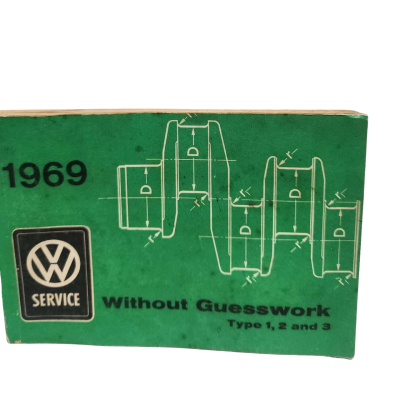 1969
D
D
D
D
D
r
r
r
r
r
r
r
VW
SERVICE
Without Guesswork
Type 1, 2 and 3